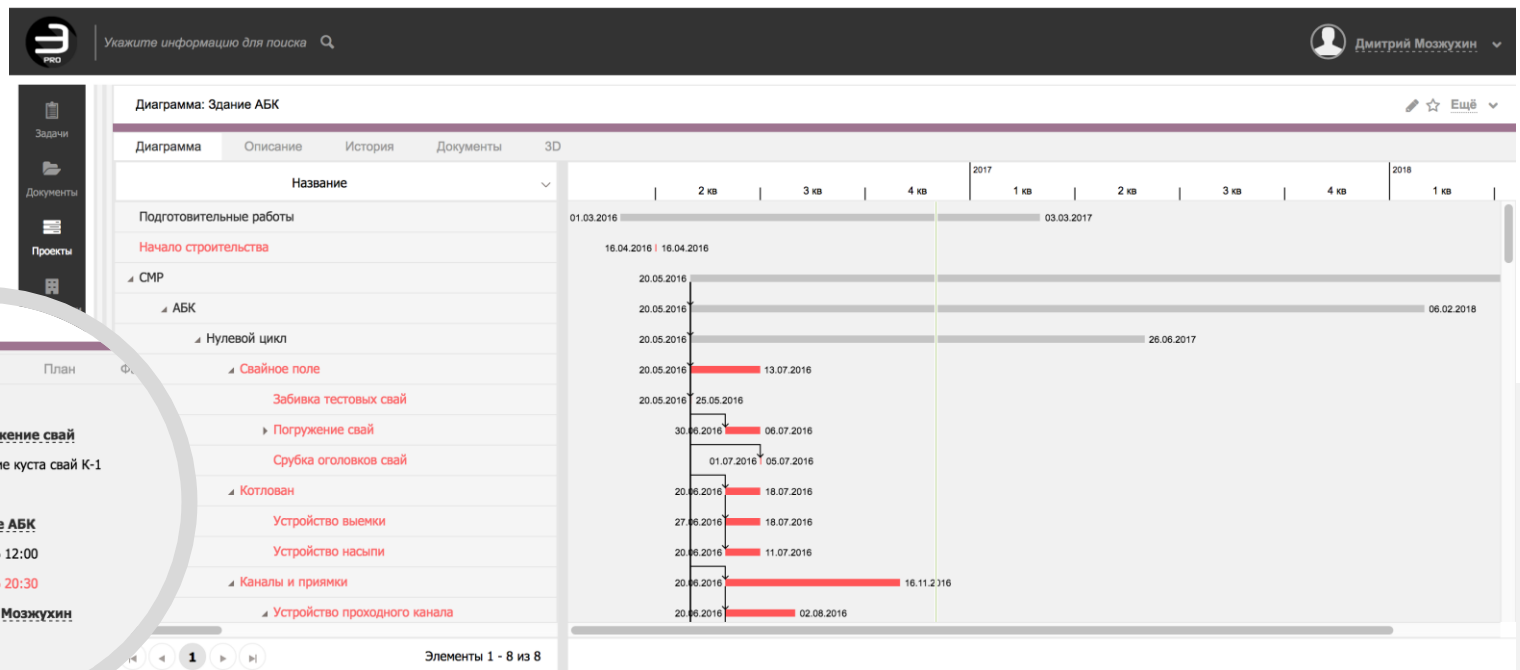 Э
PRO
Укажите информацию для поиска
Дмитрий Мозжухин
Задачи
Документы
Проекты
Диаграмма: Здание АБК
Ещё
Диаграмма Описание История Документы 3D
Название
2017 2018
2 кв 3 кв 4 кв 1 кв 2 кв 3 кв 4 кв 1 кв
Подготовительные работы 01.03.2016 03.03.2017
Начало строительства 16.04.2016 16.04.2016
СМР 20.05.2016
АБК 20.05.2016 06.02.2018
Нулевой цикл 20.05.2016 26.06.2017
Свайное поле 20.05.2016 13.07.2016
Забивка тестовых свай 20.05.2016 25.05.2016
Погружение свай 30.06.2016 06.07.2016
Срубка оголовков свай 01.07.2016 05.07.2016
Котлован 20.06.2016 18.07.2016
Устройство выемки 27.06.2016 18.07.2016
Устройство насыпи 20.06.2016 11.07.2016
Каналы и приямки 20.06.2016 16.11.2016
Устройство проходного канала 20.06.2016 02.08.2016
1
Элементы 1 - 8 из 8
План
жение свай
ие куста свай К-1
е АБК
12:00
20:30
Мозжухин